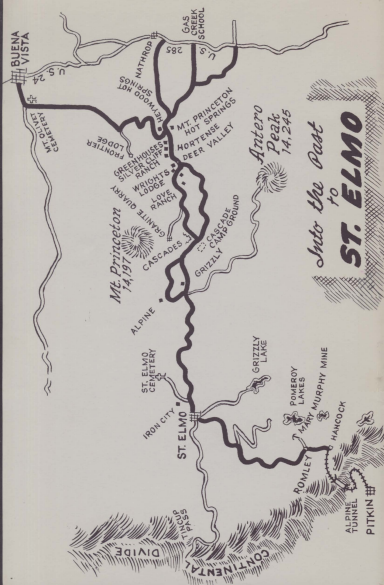 Into the Past
to
ST. ELMO
BUENA
VISTA
U.S. 24
MT. OLIVET
CEMETERY
NATHROP
U.S.
285
GAS
CREEK
SCHOOL
HEYWOOD HOT
SPRINGS
FRONTIER
LODGE
MT. PRINCETON
HOT SPRINGS
HORTENSE
DEER VALLEY
GREENHOUSES
SILVER CLIFF
RANCH
WRIGHTS
LODGE
LOVE
RANCH
GRANITE QUARRY
Antero
Peak
14,245
Mt. Princeton
14,197
CASCADES
CASCADE
CAMPGROUND
GRIZZLY
ALPINE
ST. ELMO
CEMETERY
IRON CITY
ST. ELMO
GRIZZLY
LAKE
POMEROY
LAKES
MARY MURPHY MINE
ROMLEY
HANCOCK
ALPINE
TUNNEL
PITKIN
TINCUP
PASS
CONTINENTAL
DIVIDE